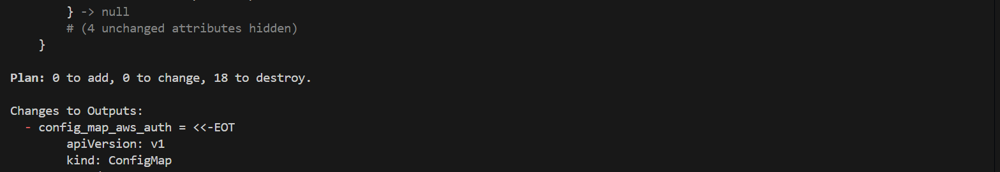 } -> null
# (4 unchanged attributes hidden)
}
Plan: 0 to add, 0 to change, 18 to destroy.
Changes to Outputs:
- config_map_aws_auth = <<-EOT
apiVersion: v1
kind: ConfigMap